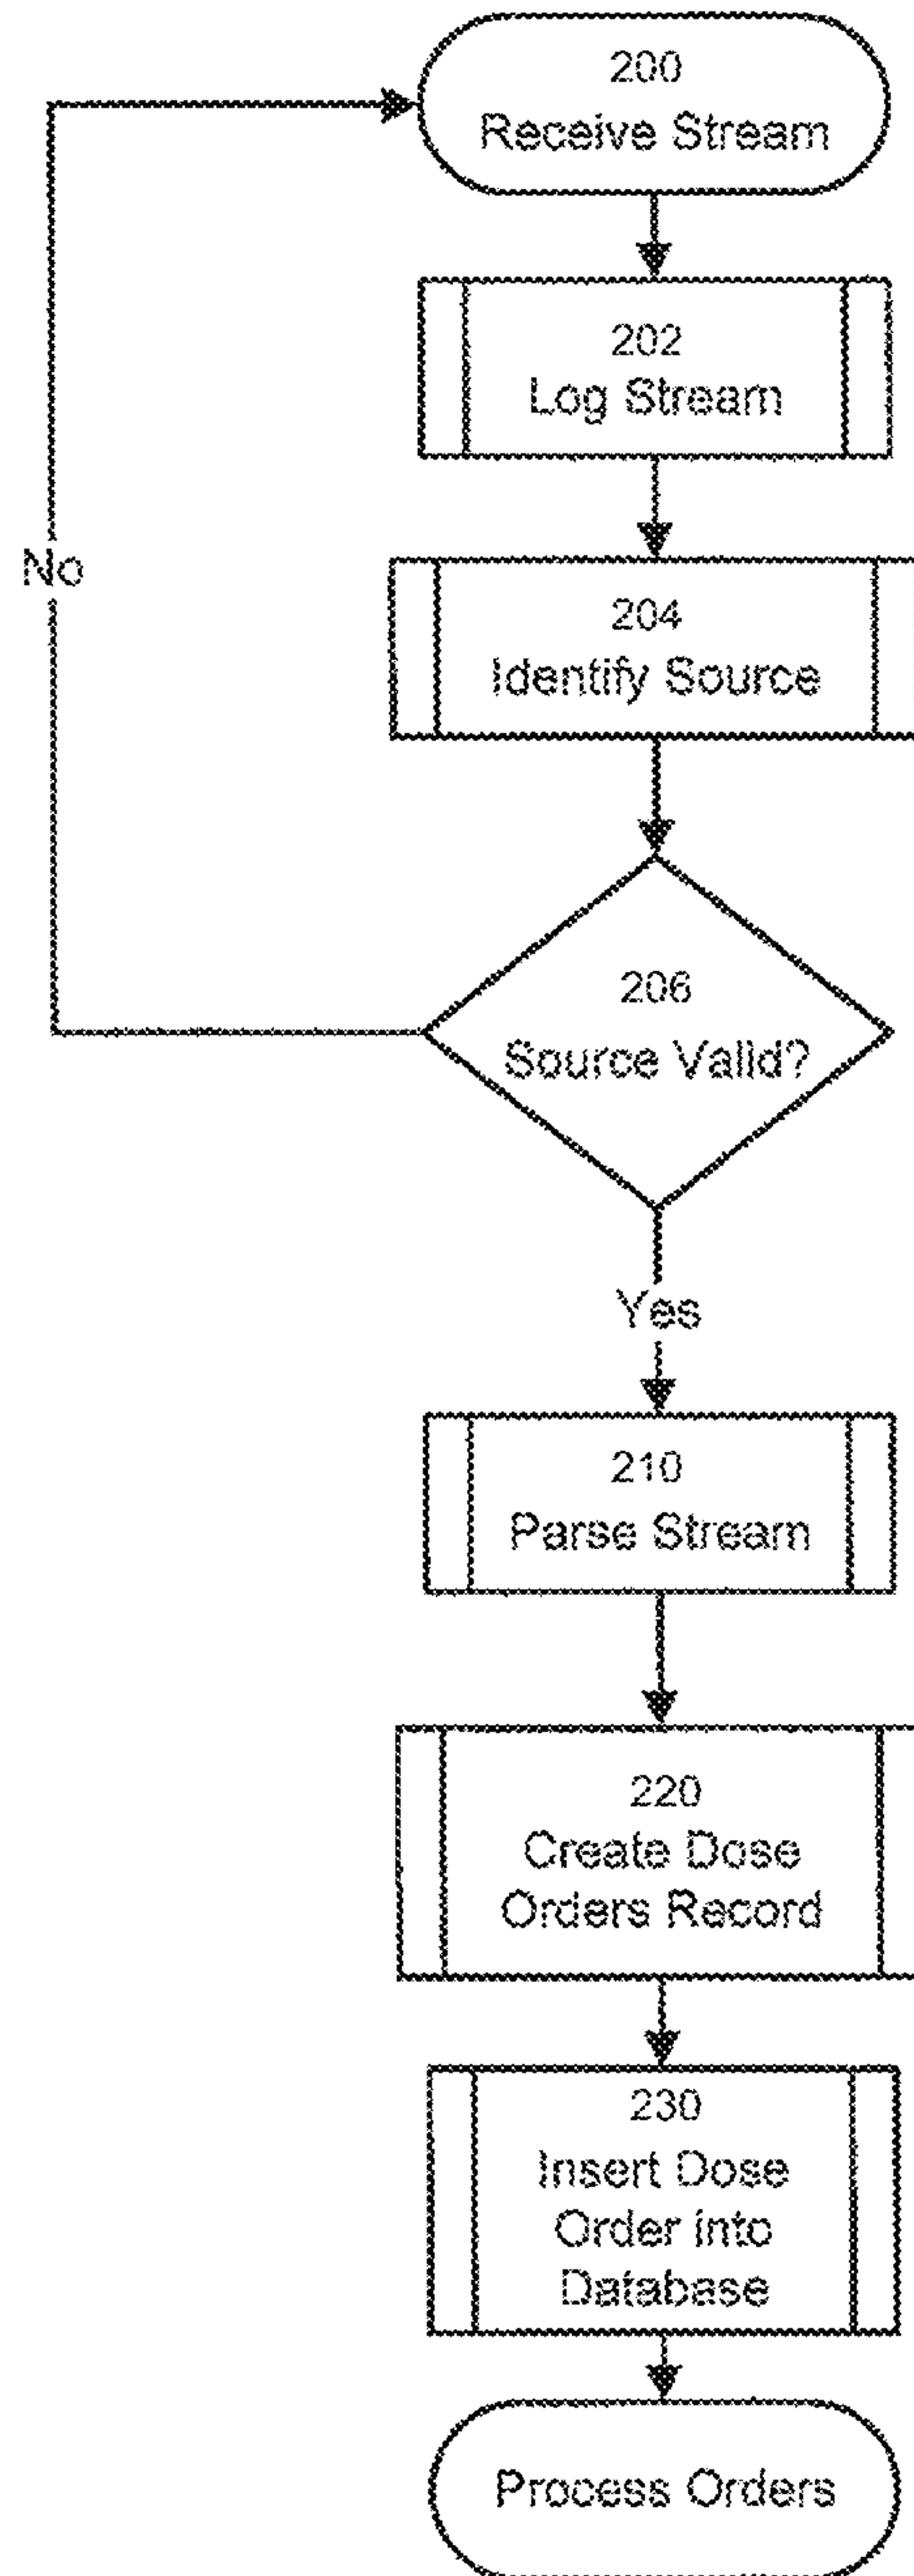 200
Receive Stream
202
Log Stream
204
Identify Source
No
206
Source Valid?
Yes
210
Parse Stream
220
Create Dose
Orders Record
230
Insert Dose
Order into
Database
Process Orders